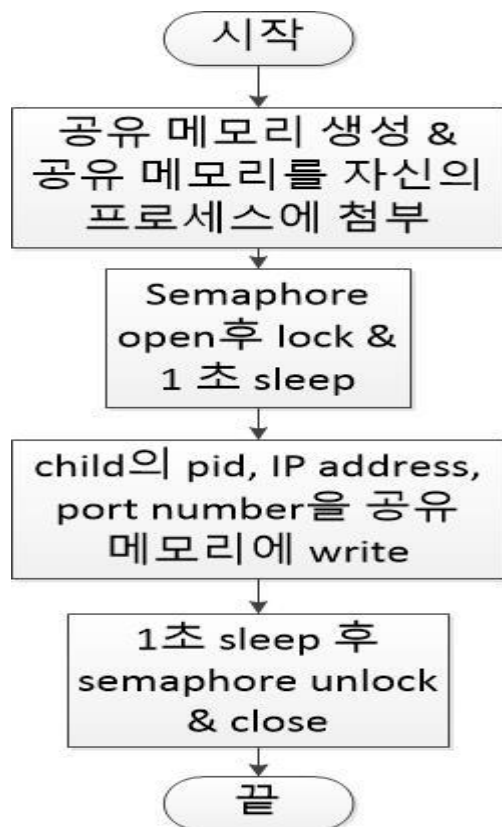 시작
공유 메모리 생성 &
공유 메모리를 자신의
프로세스에 첨부
Semaphore
open후 lock &
1 초 sleep
child의 pid, IP address,
port number을 공유
메모리에 write
1초 sleep 후
semaphore unlock
& close
끝